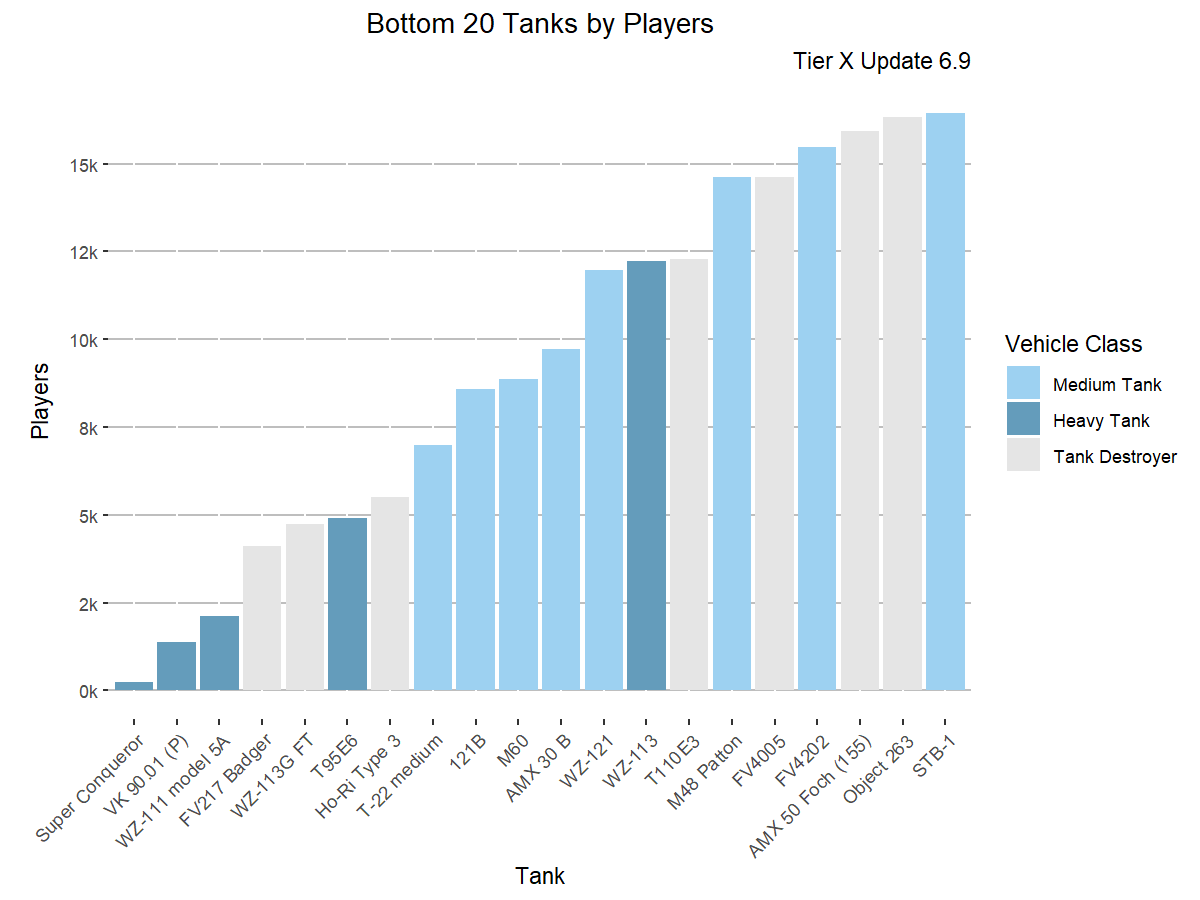 Bottom 20 Tanks by Players
Tier X Update 6.9
Players
15k
12k
10k
8k
5k
2k
0k
Super Conqueror
VK 90.01 (P)
WZ-111 model 5A
FV217 Badger
WZ-113G FT
T95E6
Ho-Ri Type 3
T-22 medium
121B
M60
AMX 30 B
WZ-121
WZ-113
T110E3
M48 Patton
FV4005
FV4202
AMX 50 Foch (155)
Object 263
STB-1
Tank
Vehicle Class
Medium Tank
Heavy Tank
Tank Destroyer